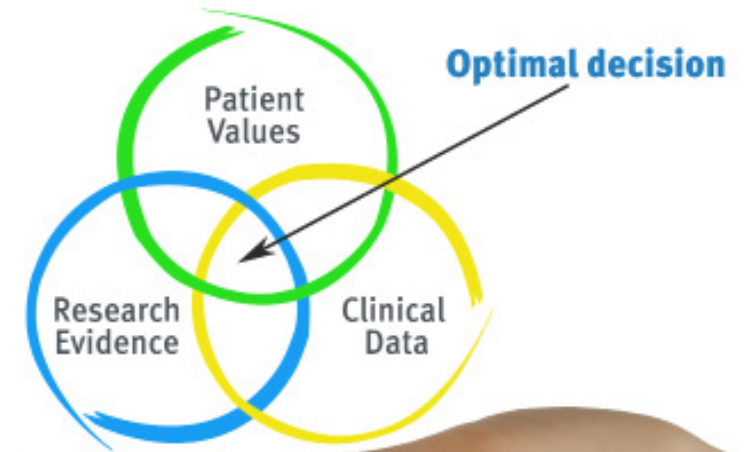 Optimal decision
Patient
Values
Research
Evidence
Clinical
Data